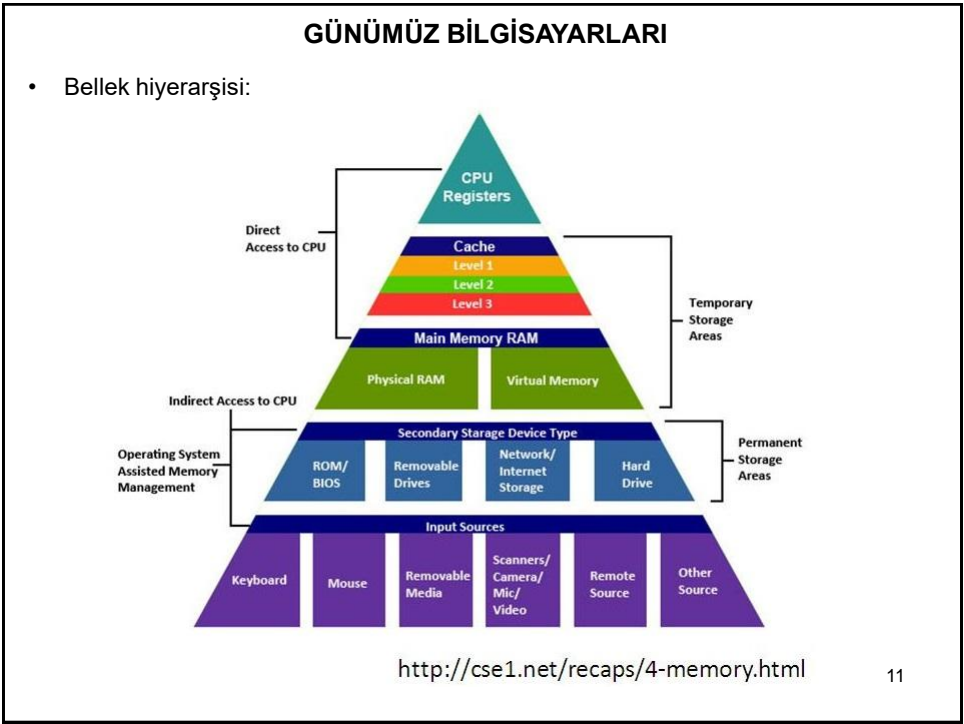 GÜNÜMÜZ BİLGİSAYARLARI
• Bellek hiyerarşisi:
CPU
Registers
Direct
Access to CPU
Cache
Level 1
Level 2
Level 3
Temporary
Storage
Areas
Main Memory RAM
Physical RAM
Virtual Memory
Indirect Access to CPU
Secondary Starage Device Type
Operating System
Assisted Memory
Management
ROM/
BIOS
Removable
Drives
Network/
Internet
Storage
Hard
Drive
Permanent
Storage
Areas
Input Sources
Keyboard
Mouse
Removable
Media
Scanners/
Camera/
Mic/
Video
Remote
Source
Other
Source
http://cse1.net/recaps/4-memory.html
11